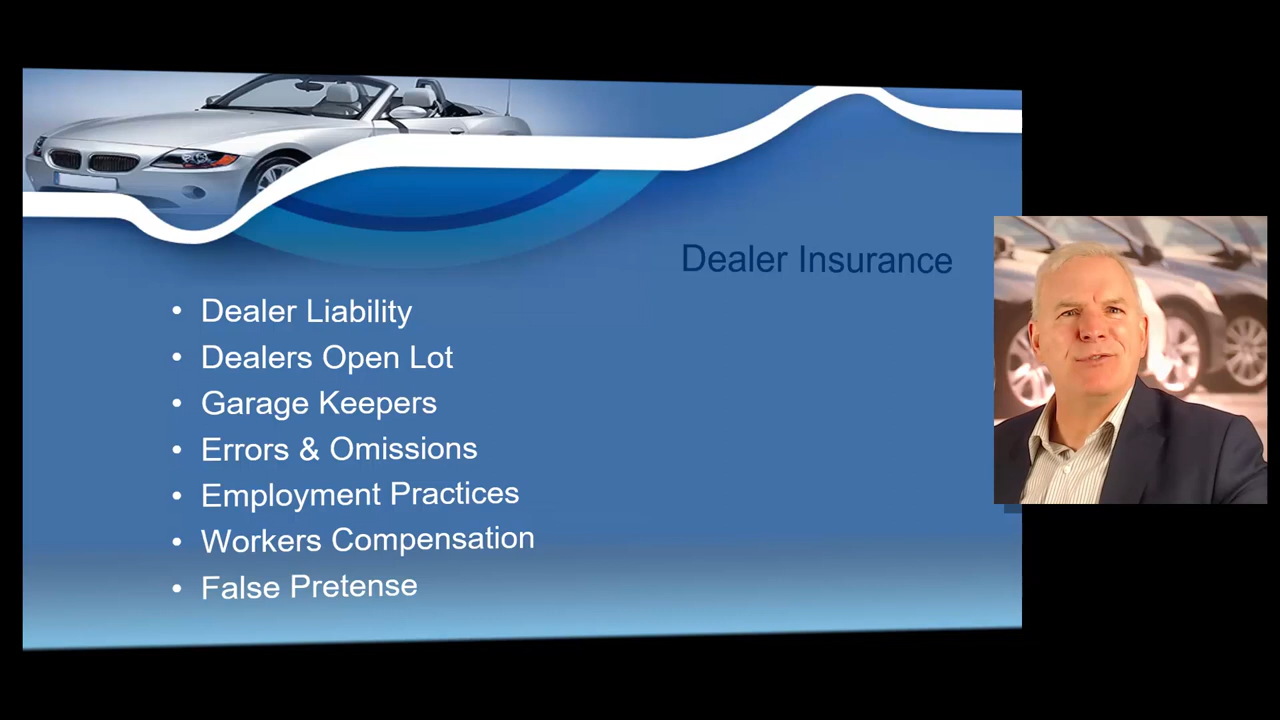 Dealer Insurance
• Dealer Liability
• Dealers Open Lot
• Garage Keepers
• Errors & Omissions
• Employment Practices
• Workers Compensation
• False Pretense